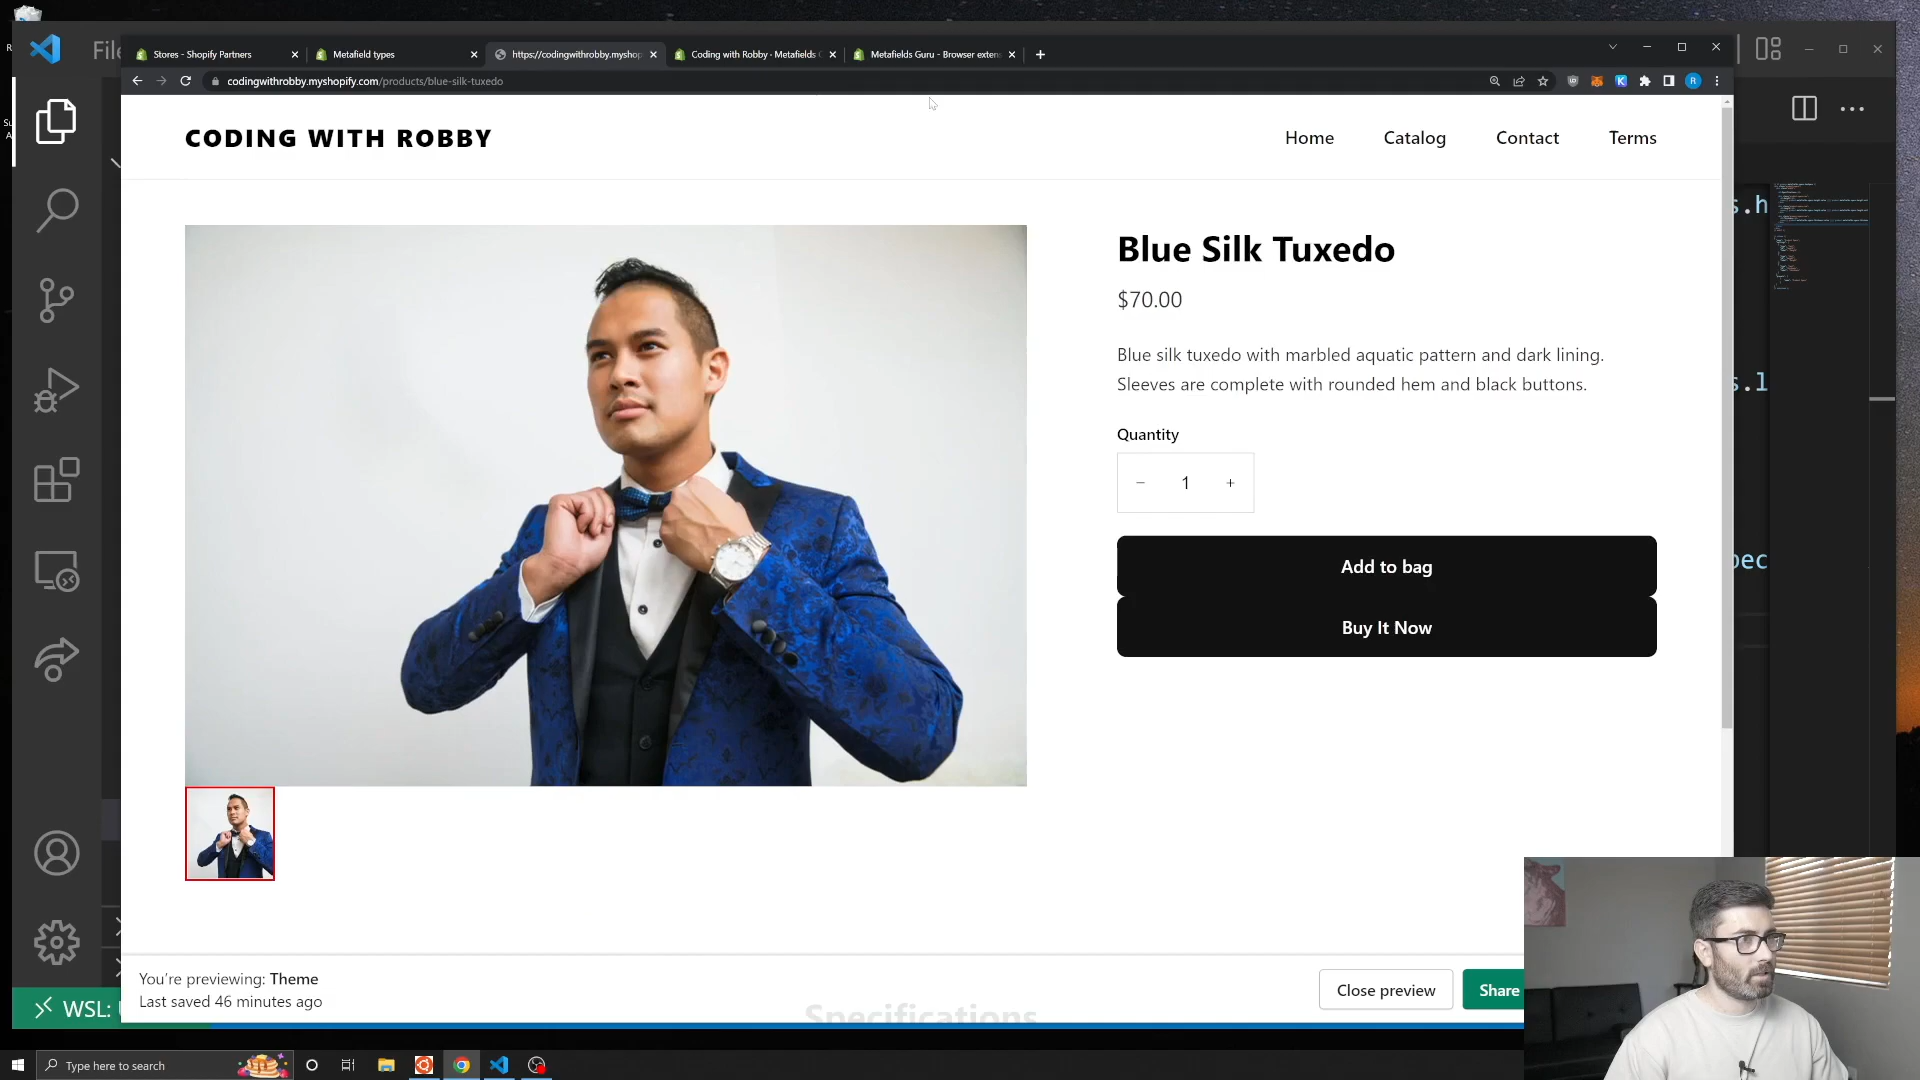 File
Stores - Shopify Partners
Metafield types
https://codingwithrobby.myshop
Coding with Robby · Metafields
Metafields Guru - Browser exten
codingwithrobby.myshopify.com/products/blue-silk-tuxedo
CODING WITH ROBBY
Home
Catalog
Contact
Terms
Blue Silk Tuxedo
$70.00
Blue silk tuxedo with marbled aquatic pattern and dark lining.
Sleeves are complete with rounded hem and black buttons.
Quantity
− 1 +
Add to bag
Buy It Now
s.h
s.l
pec
You're previewing: Theme
Last saved 46 minutes ago
Close preview
Share
Specifications
WSL:
Type here to search